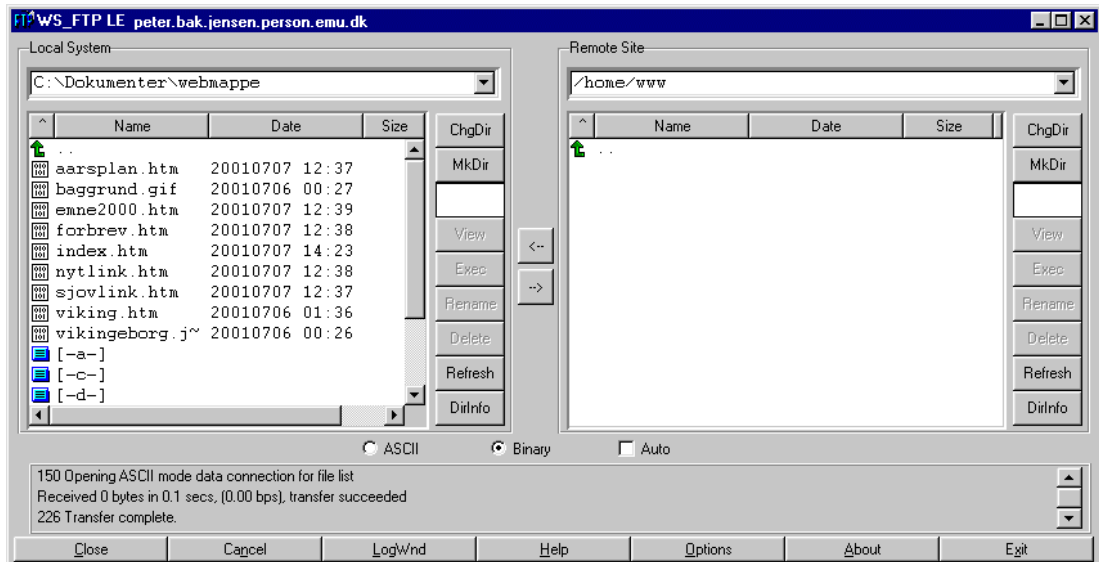 WS_FTP LE peter.bak.jensen.person.emu.dk
Local System
C:\Dokumenter\webmappe
^ Name Date Size
..
aarsplan.htm 20010707 12:37
baggrund.gif 20010706 00:27
emne2000.htm 20010707 12:39
forbrev.htm 20010707 12:38
index.htm 20010707 14:23
nytlink.htm 20010707 12:38
sjovlink.htm 20010707 12:37
viking.htm 20010706 01:36
vikingeborg.j~ 20010706 00:26
[-a-]
[-c-]
[-d-]
ChgDir
MkDir
View
Exec
Rename
Delete
Refresh
DirInfo
<--
-->
Remote Site
/home/www
^ Name Date Size
..
ChgDir
MkDir
View
Exec
Rename
Delete
Refresh
DirInfo
ASCII Binary Auto
150 Opening ASCII mode data connection for file list
Received 0 bytes in 0.1 secs, (0.00 bps), transfer succeeded
226 Transfer complete.
Close Cancel LogWnd Help Options About Exit